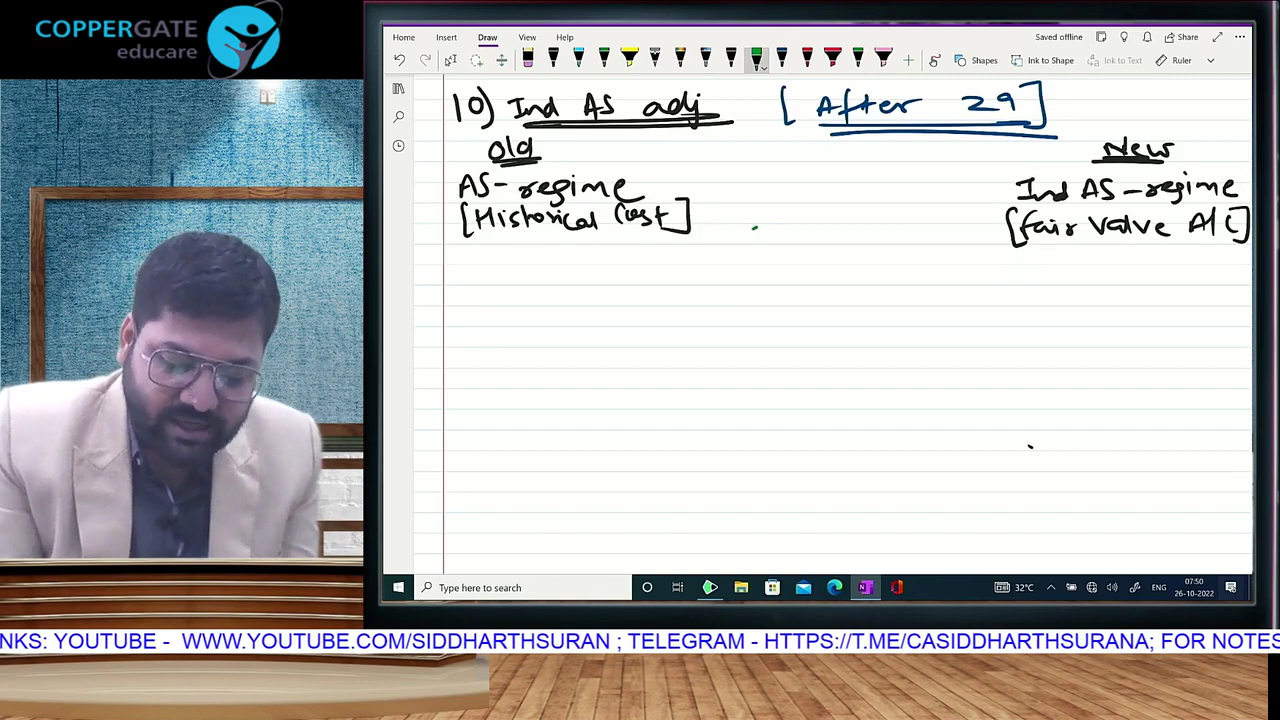 COPPERGATE
educare
Home Insert Draw View Help
Saved offline
Share
Shapes
Ink to Shape
Ink to Text
Ruler
10) Ind AS adj [After 29]
Old
New
AS-regime
Ind AS-regime
[Historical Cost]
[Fair Value A/C]
Type here to search
32°C
ENG
07:50
26-10-2022
NKS: YOUTUBE - WWW.YOUTUBE.COM/SIDDHARTHSURAN ; TELEGRAM - HTTPS://T.ME/CASIDDHARTHSURANA; FOR NOTES